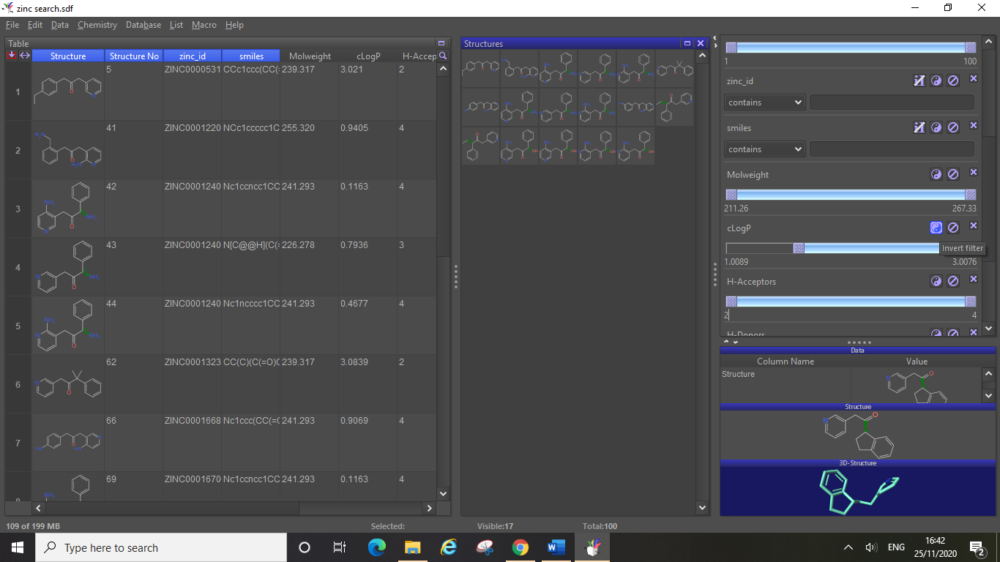 zinc search.sdf
File Edit Data Chemistry Database List Macro Help
Table
Structure Structure No zinc_id smiles Molweight cLogP H-Accep
1 5 ZINC0000531 CCc1ccc(CC(= 239.317 3.021 2
2 41 ZINC0001220 NCc1ccccc1C 255.320 0.9405 4
3 42 ZINC0001240 Nc1ccncc1CC 241.293 0.1163 4
4 43 ZINC0001240 N[C@@H](C(= 226.278 0.7936 3
5 44 ZINC0001240 Nc1ncccc1CC 241.293 0.4677 4
6 62 ZINC0001323 CC(C)(C(=O)C 239.317 3.0839 2
7 66 ZINC0001668 Nc1ccc(CC(=C 241.293 0.9069 4
69 ZINC0001670 Nc1ccncc1CC 241.293 0.1163 4
109 of 199 MB
Structures
Selected: Visible:17 Total:100
1 100
zinc_id
contains
smiles
contains
Molweight
211.26 267.33
cLogP
Invert filter
1.0089 3.0076
H-Acceptors
2 4
H-Donors
Data
Column Name Value
Structure
Structure
3D-Structure
Type here to search
ENG
16:42
25/11/2020
2